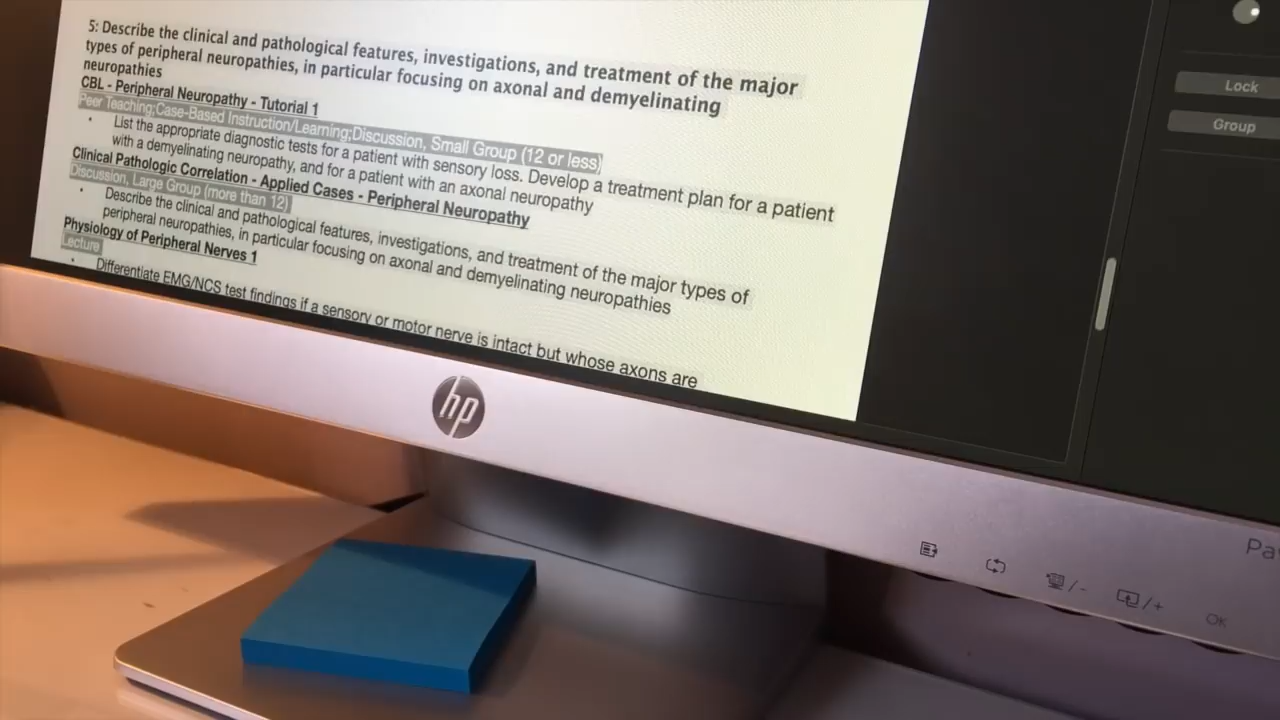 5: Describe the clinical and pathological features, investigations, and treatment of the major
types of peripheral neuropathies, in particular focusing on axonal and demyelinating
neuropathies
CBL - Peripheral Neuropathy - Tutorial 1
Peer Teaching;Case-Based Instruction/Learning;Discussion, Small Group (12 or less)
• List the appropriate diagnostic tests for a patient with sensory loss. Develop a treatment plan for a patient
with a demyelinating neuropathy, and for a patient with an axonal neuropathy
Clinical Pathologic Correlation - Applied Cases - Peripheral Neuropathy
Discussion, Large Group (more than 12)
• Describe the clinical and pathological features, investigations, and treatment of the major types of
peripheral neuropathies, in particular focusing on axonal and demyelinating neuropathies
Physiology of Peripheral Nerves 1
Lecture
• Differentiate EMG/NCS test findings if a sensory or motor nerve is intact but whose axons are
Lock
Group
hp
/-
/+
OK
Pa